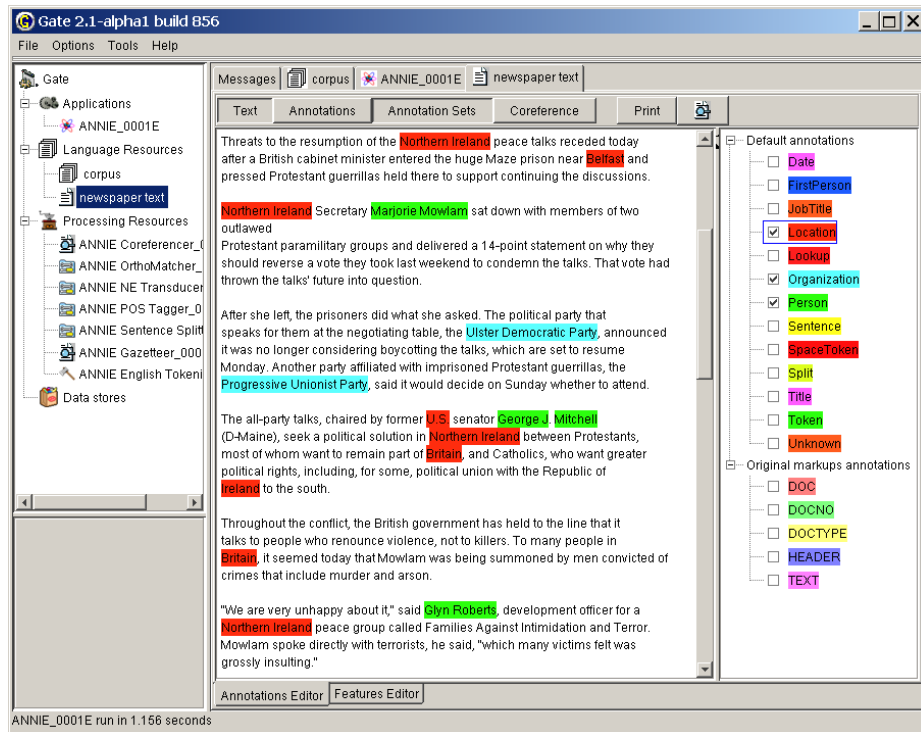 Gate 2.1-alpha1 build 856
File Options Tools Help
Gate
Applications
ANNIE_0001E
Language Resources
corpus
newspaper text
Processing Resources
ANNIE Coreferencer_
ANNIE OrthoMatcher_
ANNIE NE Transducer
ANNIE POS Tagger_0
ANNIE Sentence Split
ANNIE Gazetteer_000
ANNIE English Tokeni
Data stores
Messages corpus ANNIE_0001E newspaper text
Text Annotations Annotation Sets Coreference Print
Threats to the resumption of the Northern Ireland peace talks receded today
after a British cabinet minister entered the huge Maze prison near Belfast and
pressed Protestant guerrillas held there to support continuing the discussions.
Northern Ireland Secretary Marjorie Mowlam sat down with members of two
outlawed
Protestant paramilitary groups and delivered a 14-point statement on why they
should reverse a vote they took last weekend to condemn the talks. That vote had
thrown the talks' future into question.
After she left, the prisoners did what she asked. The political party that
speaks for them at the negotiating table, the Ulster Democratic Party, announced
it was no longer considering boycotting the talks, which are set to resume
Monday. Another party affiliated with imprisoned Protestant guerrillas, the
Progressive Unionist Party, said it would decide on Sunday whether to attend.
The all-party talks, chaired by former U.S. senator George J. Mitchell
(D-Maine), seek a political solution in Northern Ireland between Protestants,
most of whom want to remain part of Britain, and Catholics, who want greater
political rights, including, for some, political union with the Republic of
Ireland to the south.
Throughout the conflict, the British government has held to the line that it
talks to people who renounce violence, not to killers. To many people in
Britain, it seemed today that Mowlam was being summoned by men convicted of
crimes that include murder and arson.
"We are very unhappy about it," said Glyn Roberts, development officer for a
Northern Ireland peace group called Families Against Intimidation and Terror.
Mowlam spoke directly with terrorists, he said, "which many victims felt was
grossly insulting."
Default annotations
Date
FirstPerson
JobTitle
Location
Lookup
Organization
Person
Sentence
SpaceToken
Split
Title
Token
Unknown
Original markups annotations
DOC
DOCNO
DOCTYPE
HEADER
TEXT
Annotations Editor Features Editor
ANNIE_0001E run in 1.156 seconds